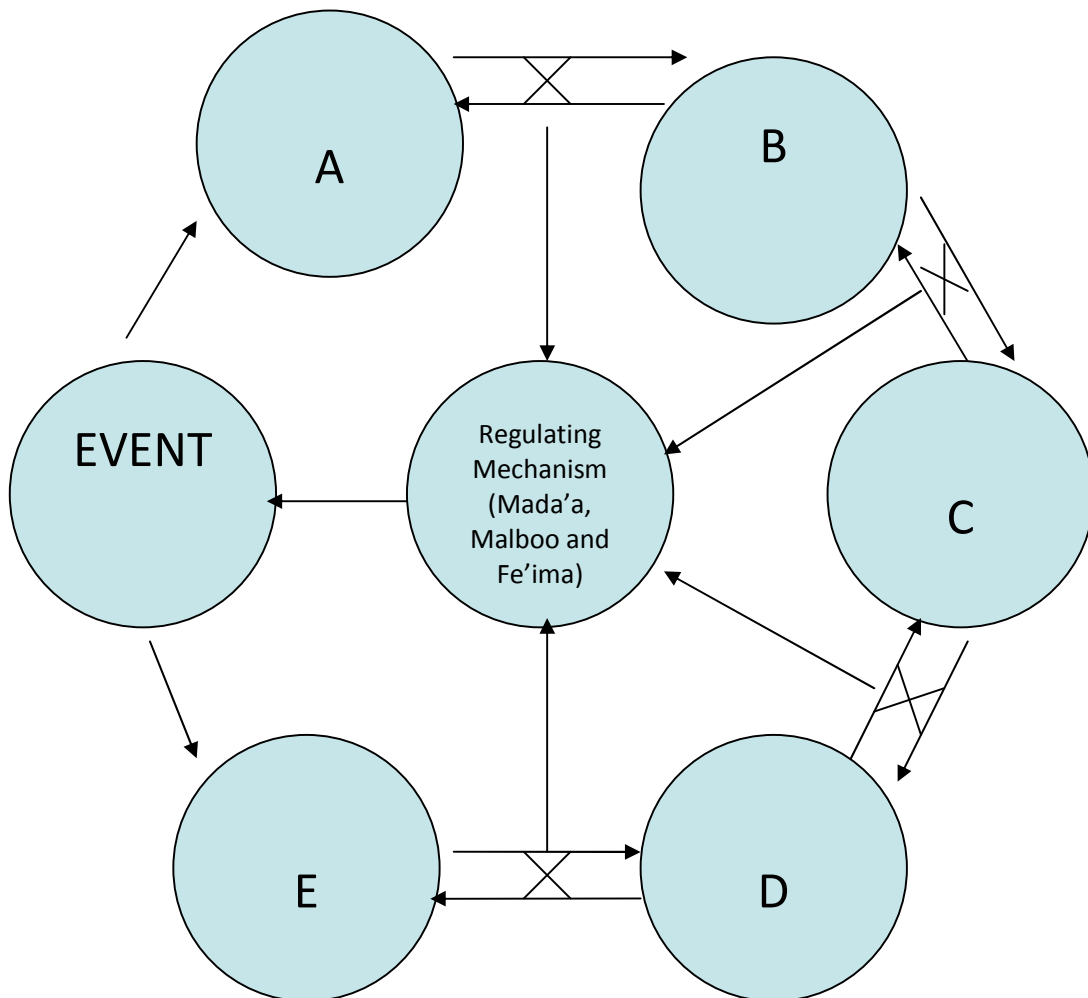 A
B
EVENT
Regulating
Mechanism
(Mada’a,
Malboo and
Fe’ima)
C
E
D